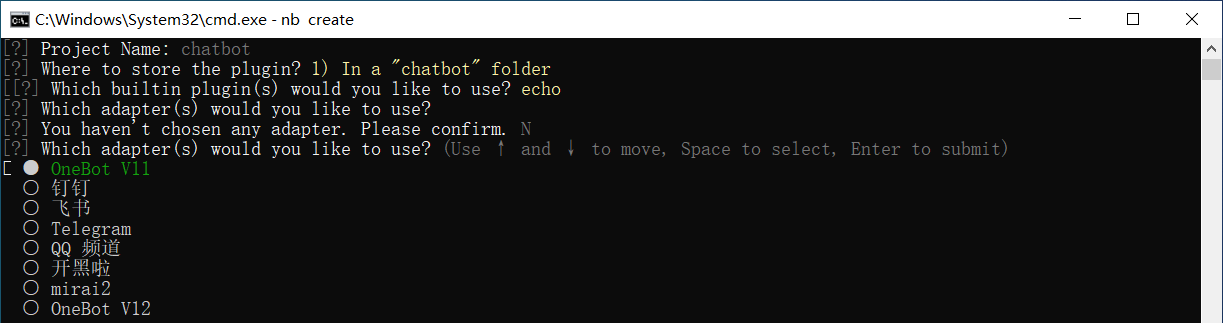 C:\Windows\System32\cmd.exe - nb create
[?] Project Name: chatbot
[?] Where to store the plugin? 1) In a "chatbot" folder
[[?] Which builtin plugin(s) would you like to use? echo
[?] Which adapter(s) would you like to use?
[?] You haven't chosen any adapter. Please confirm. N
[?] Which adapter(s) would you like to use? (Use ↑ and ↓ to move, Space to select, Enter to submit)
[ ● OneBot V11
○ 钉钉
○ 飞书
○ Telegram
○ QQ 频道
○ 开黑啦
○ mirai2
○ OneBot V12